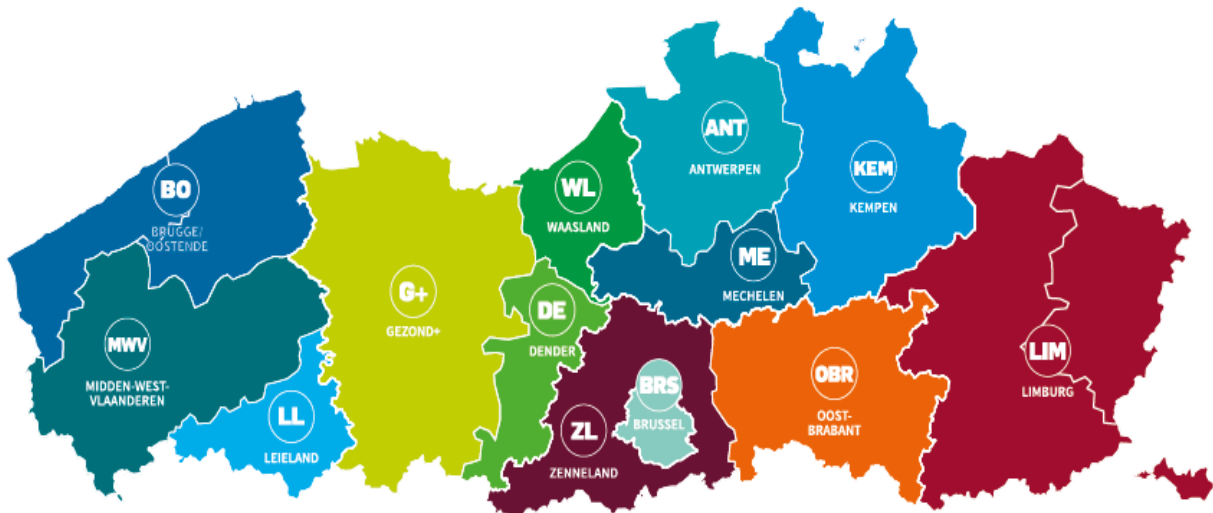 BO
BRUGGE/
OOSTENDE
MWV
MIDDEN-WEST-
VLAANDEREN
LL
LEIELAND
G+
GEZOND+
WL
WAASLAND
DE
DENDER
ANT
ANTWERPEN
ME
MECHELEN
KEM
KEMPEN
ZL
ZENNELAND
BRS
BRUSSEL
OBR
OOST-
BRABANT
LIM
LIMBURG